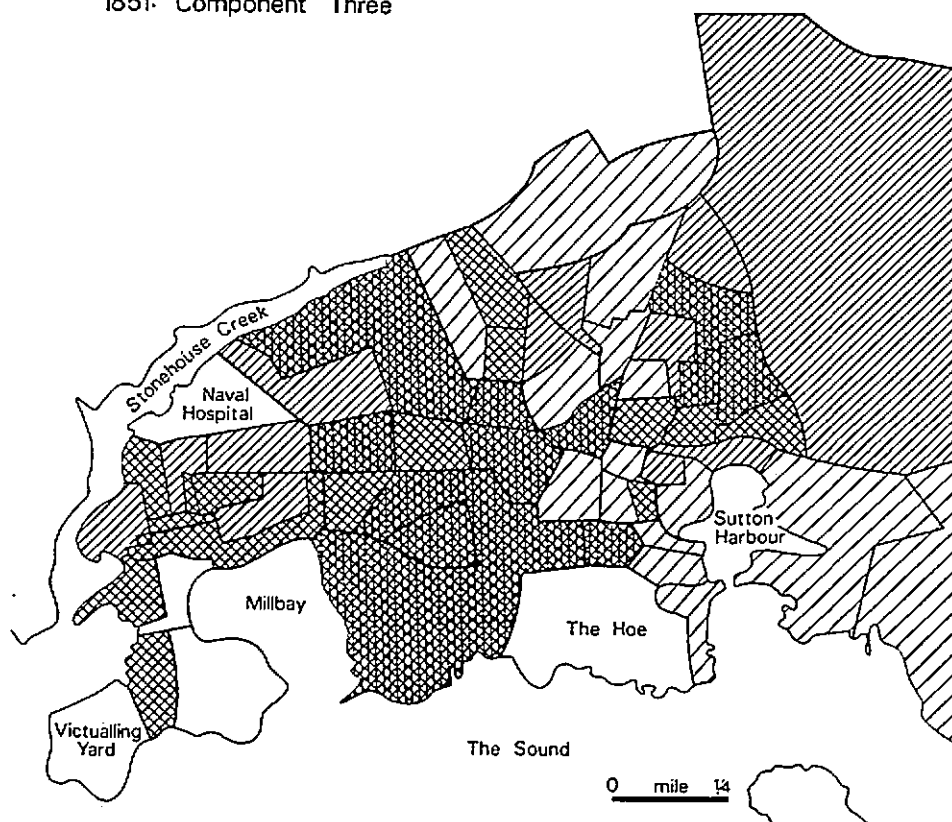 1851: Component Three
Stonehouse Creek
Naval
Hospital
Sutton
Harbour
Millbay
The Hoe
Victualling
Yard
The Sound
0 mile 1/4